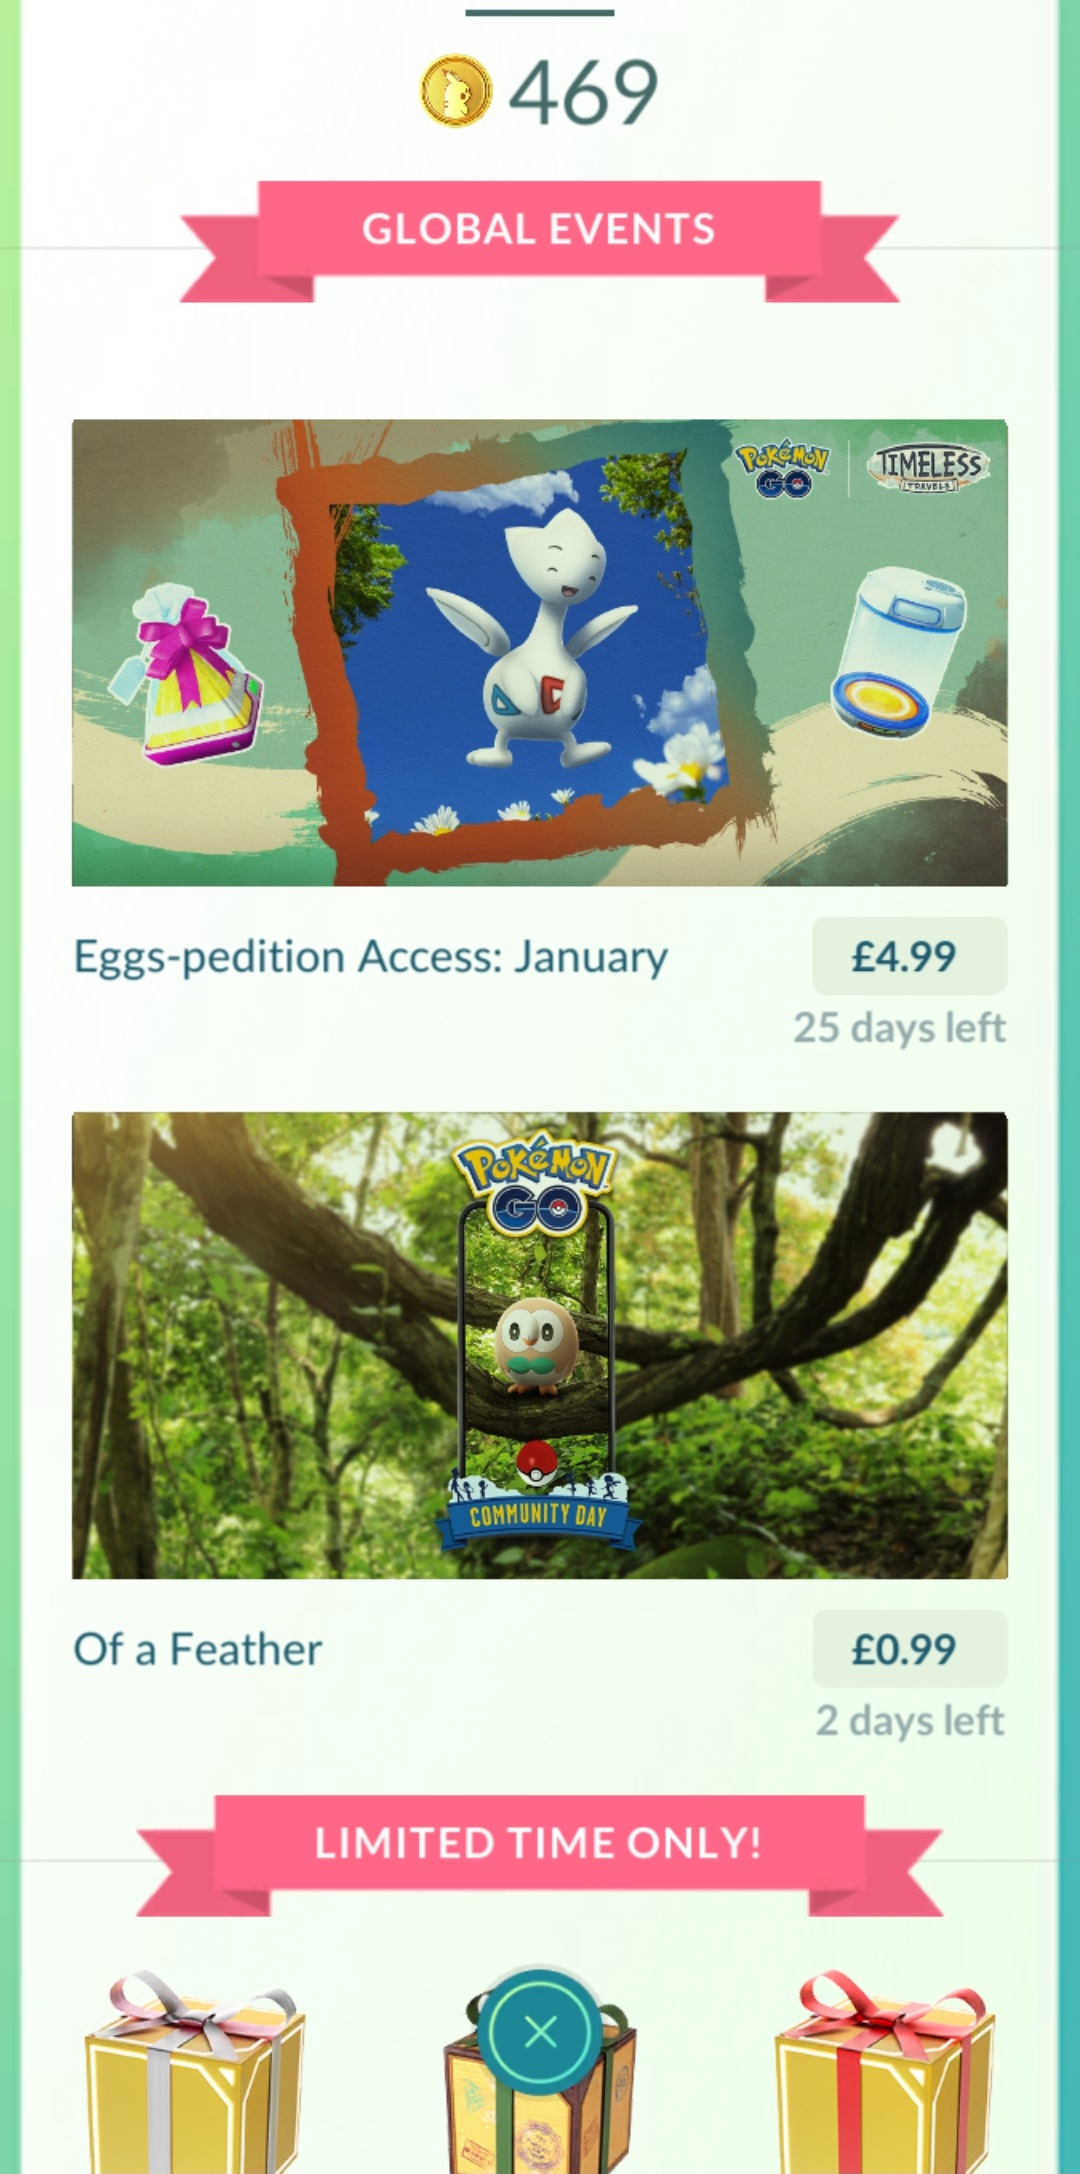 469
GLOBAL EVENTS
POKéMON
GO
TIMELESS
TRAVELS
Eggs-pedition Access: January
£4.99
25 days left
POKéMON
GO
COMMUNITY DAY
Of a Feather
£0.99
2 days left
LIMITED TIME ONLY!